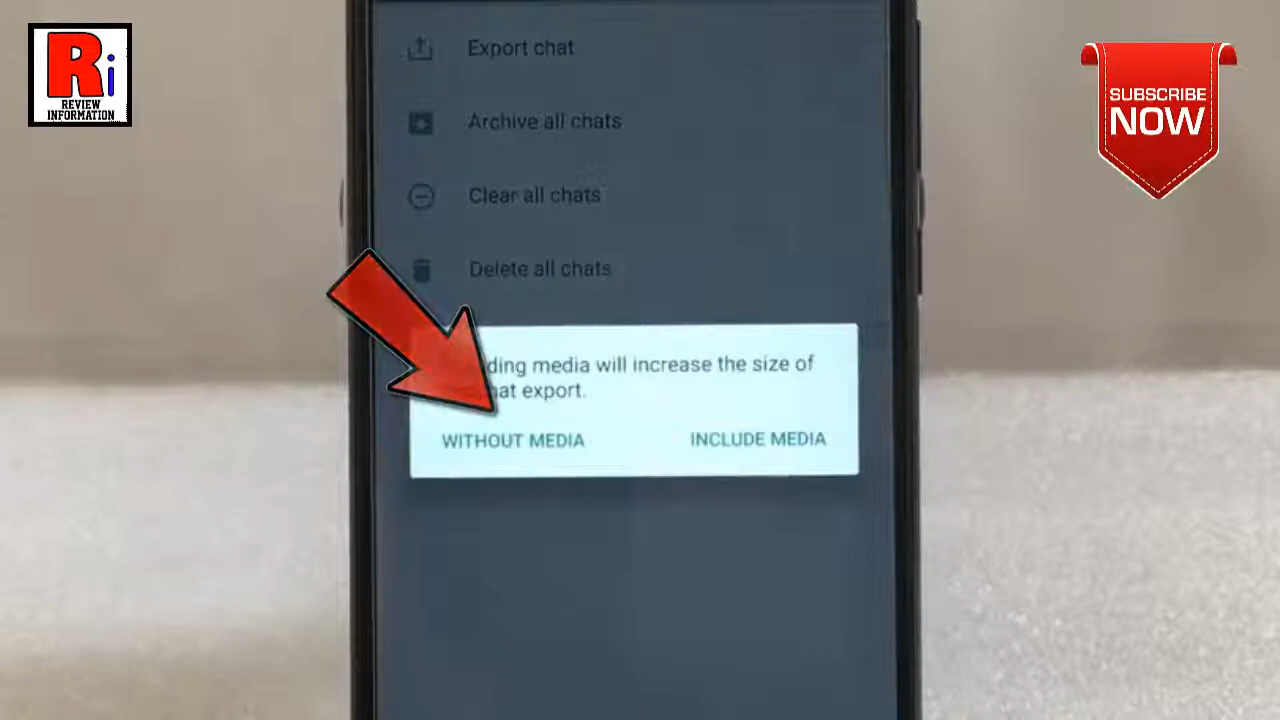 Ri
REVIEW
INFORMATION
SUBSCRIBE
NOW
Export chat
Archive all chats
Clear all chats
Delete all chats
media will increase the size of
export.
WITHOUT MEDIA
INCLUDE MEDIA